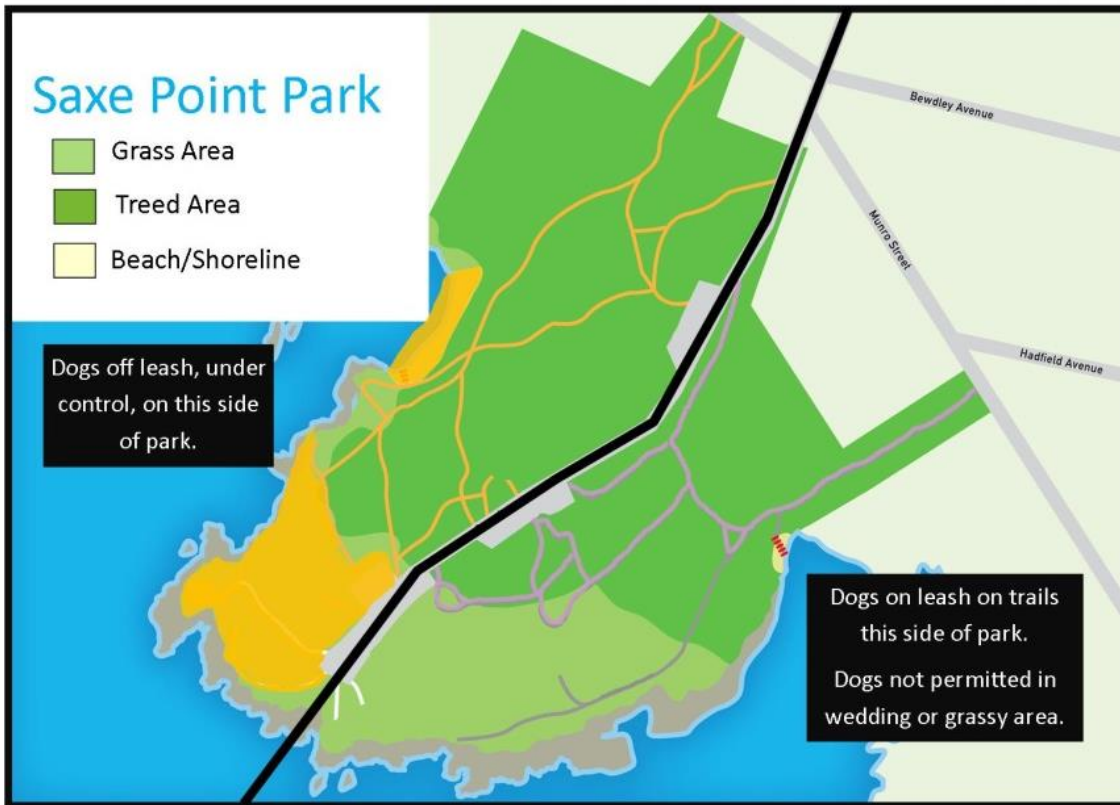 Saxe Point Park
Grass Area
Treed Area
Beach/Shoreline
Dogs off leash, under
control, on this side
of park.
Bewdley Avenue
Munro Street
Hadfield Avenue
Dogs on leash on trails
this side of park.
Dogs not permitted in
wedding or grassy area.